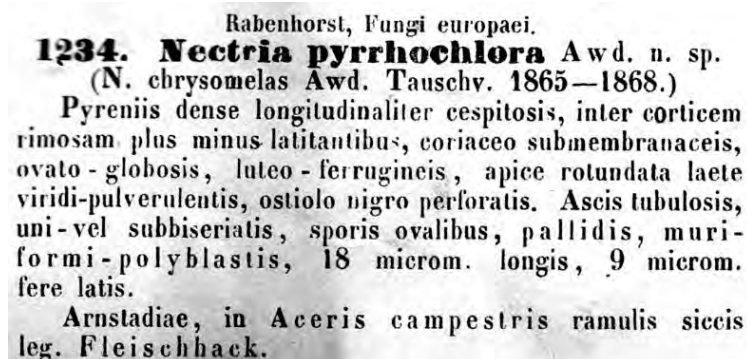 Rabenhorst, Fungi europaei.
1234. Nectria pyrrhochlora Awd. n. sp.
(N. chrysomelas Awd. Tauschv. 1865—1868.)
Pyreniis dense longitudinaliter cespitosis, inter corticem
rimosam plus minus latitantibus, coriaceo submembranaceis,
ovato-globosis, luteo-ferrugineis, apice rotundata laete
viridi-pulverulentis, ostiolo nigro perforatis. Ascis tubulosis,
uni-vel subbiseriatis, sporis ovalibus, pallidis, muri-
formi-polyblastis, 18 microm. longis, 9 microm.
fere latis.
Arnstadiae, in Aceris campestris ramulis siccis
leg. Fleischhack.